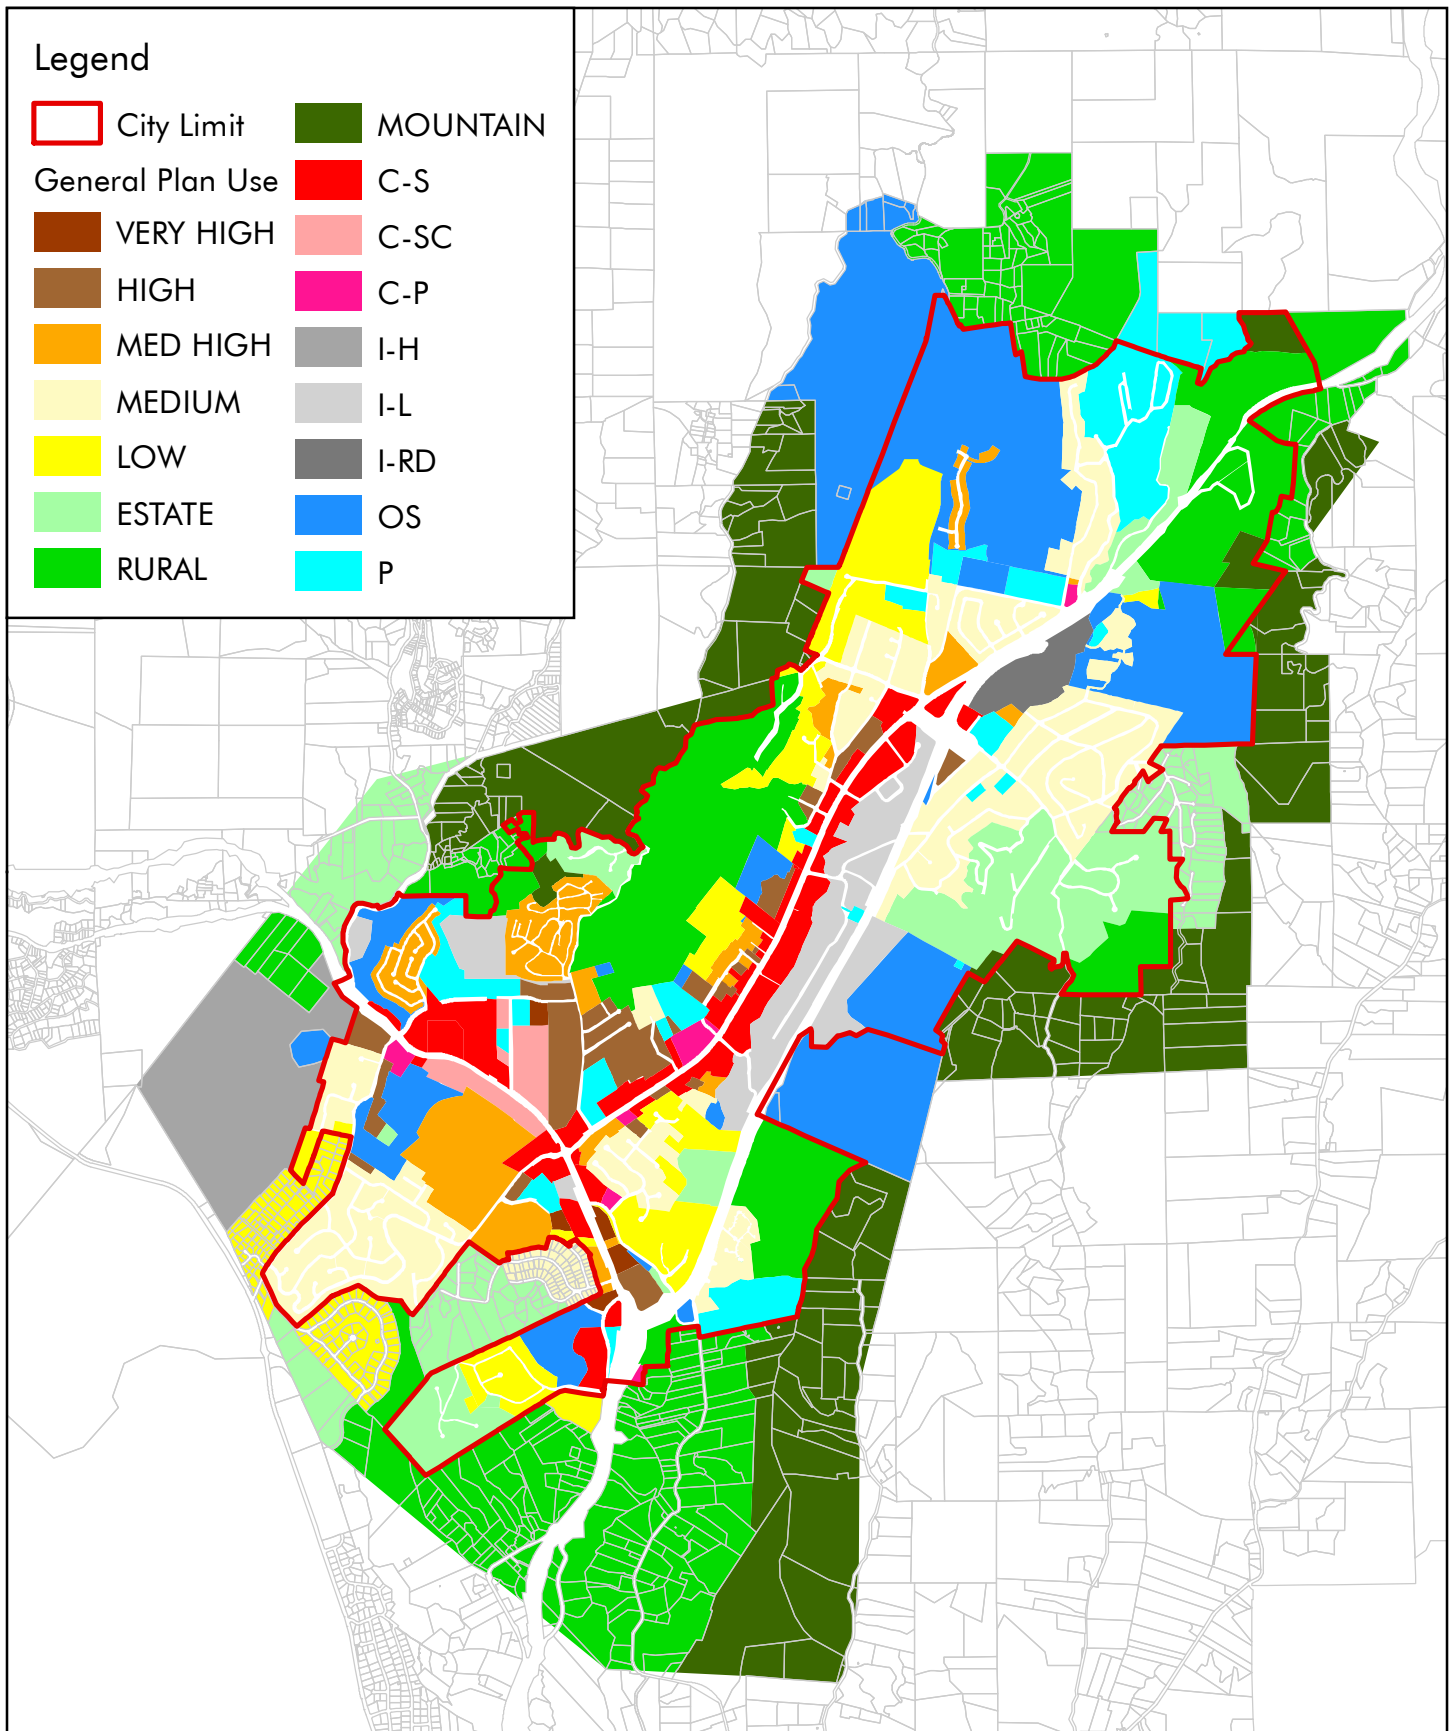 Legend
City Limit
General Plan Use
VERY HIGH
HIGH
MED HIGH
MEDIUM
LOW
ESTATE
RURAL
MOUNTAIN
C-S
C-SC
C-P
I-H
I-L
I-RD
OS
P